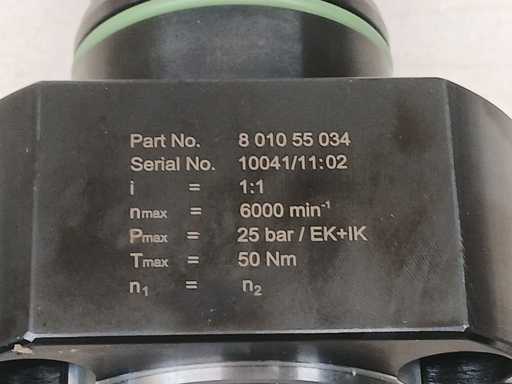 Part No. 8 010 55 034
Serial No. 10041/11:02
i = 1:1
nmax = 6000 min⁻¹
Pmax = 25 bar / EK+IK
Tmax = 50 Nm
n₁ = n₂